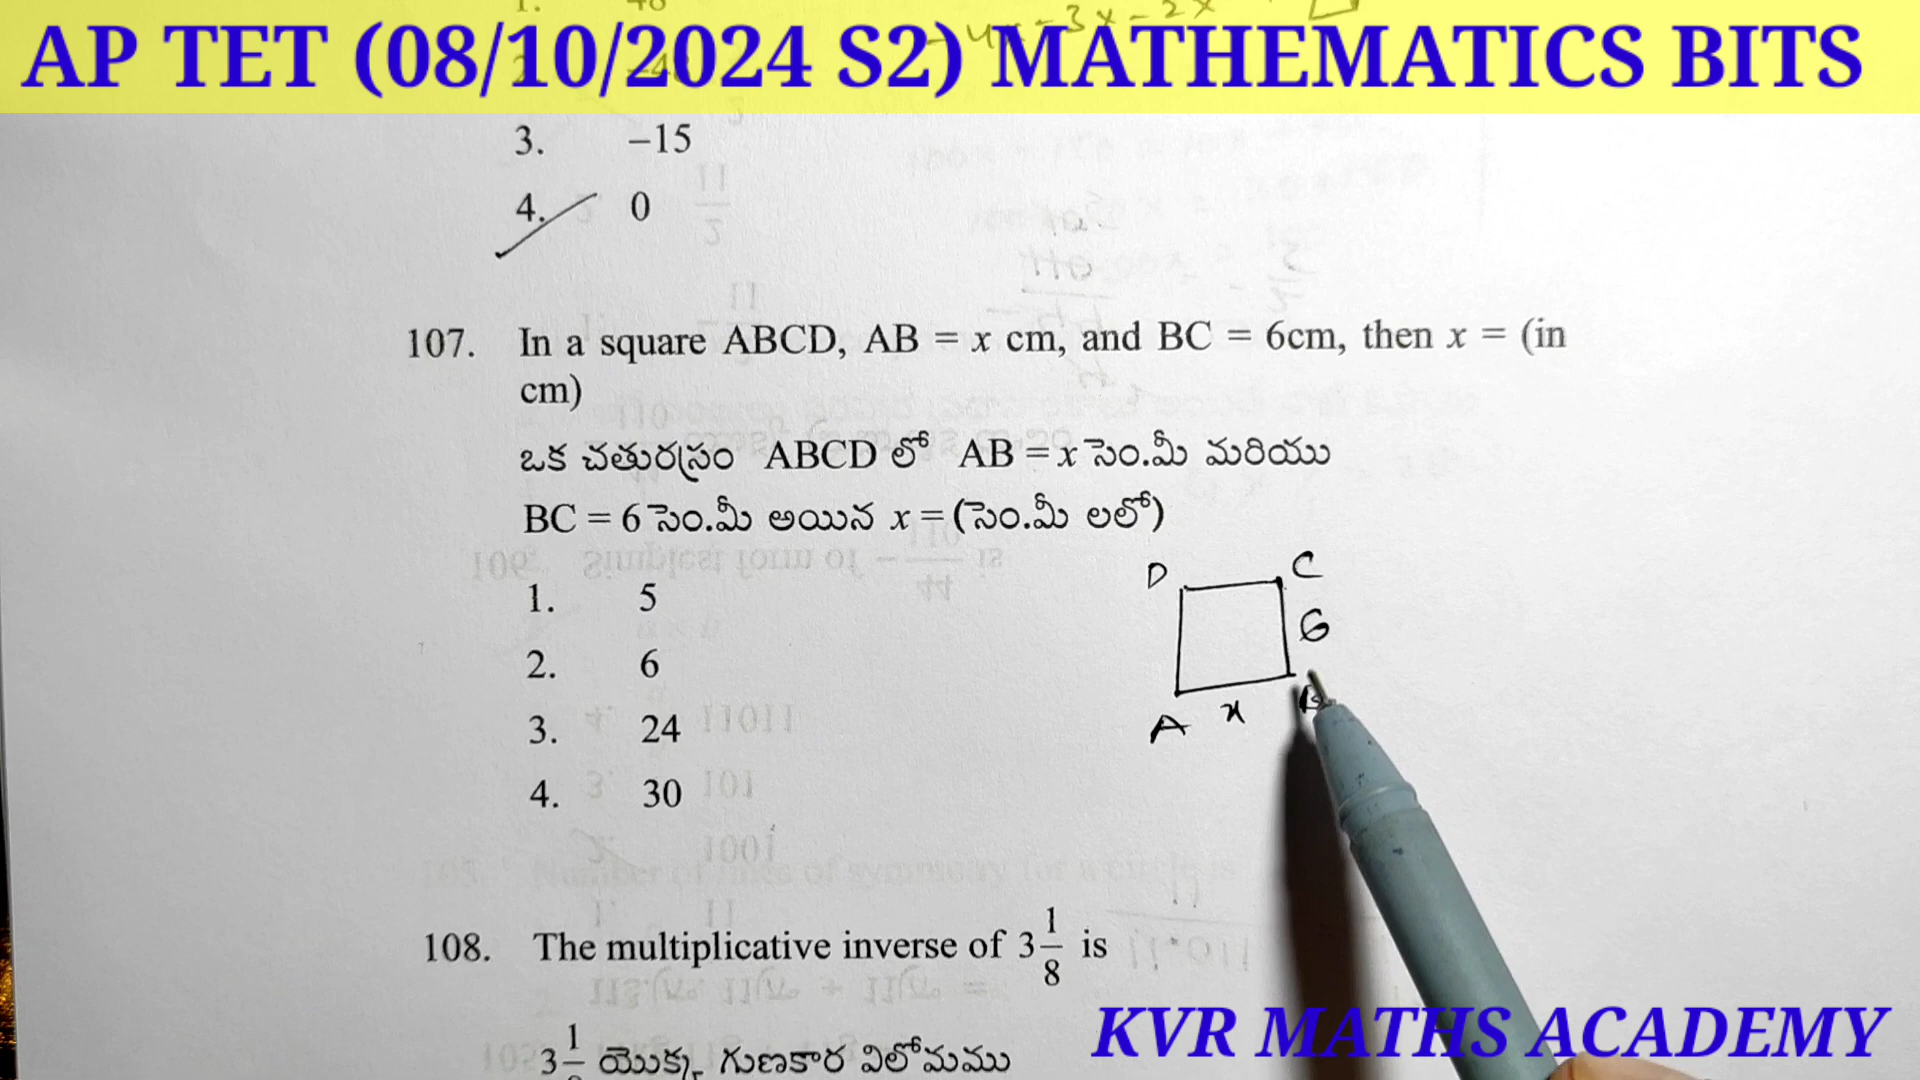 AP TET (08/10/2024 S2) MATHEMATICS BITS
3. −15
4. 0
107. In a square ABCD, AB = x cm, and BC = 6cm, then x = (in
cm)
ఒక చతురస్రం ABCD లో AB = x సెం.మీ మరియు
BC = 6 సెం.మీ అయిన x = (సెం.మీ లలో)
1. 5
2. 6
3. 24
4. 30
D C
6
A x B
108. The multiplicative inverse of 3 1/8 is
3 1/8 యొక్క గుణకార విలోమము
KVR MATHS ACADEMY